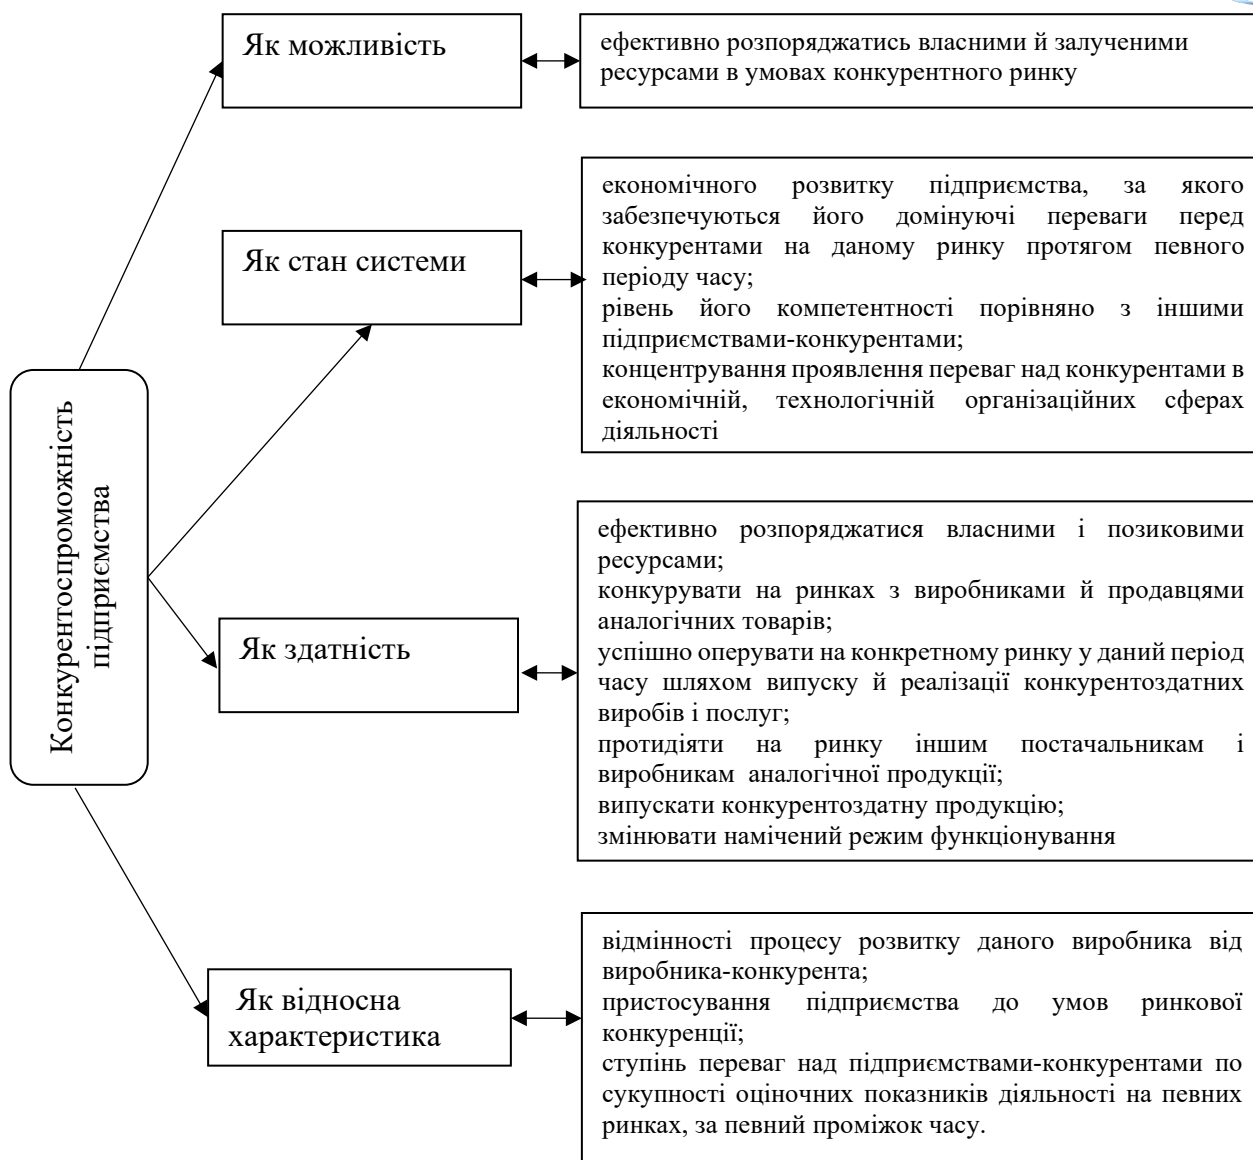 Як можливість
ефективно розпоряджатись власними й залученими
ресурсами в умовах конкурентного ринку
Як стан системи
економічного розвитку підприємства, за якого
забезпечуються його домінуючі переваги перед
конкурентами на даному ринку протягом певного
періоду часу;
рівень його компетентності порівняно з іншими
підприємствами-конкурентами;
концентрування проявлення переваг над конкурентами в
економічній, технологічній організаційних сферах
діяльності
Конкурентоспроможність
підприємства
Як здатність
ефективно розпоряджатися власними і позиковими
ресурсами;
конкурувати на ринках з виробниками й продавцями
аналогічних товарів;
успішно оперувати на конкретному ринку у даний період
часу шляхом випуску й реалізації конкурентоздатних
виробів і послуг;
протидіяти на ринку іншим постачальникам і
виробникам аналогічної продукції;
випускати конкурентоздатну продукцію;
змінювати намічений режим функціонування
Як відносна
характеристика
відмінності процесу розвитку даного виробника від
виробника-конкурента;
пристосування підприємства до умов ринкової
конкуренції;
ступінь переваг над підприємствами-конкурентами по
сукупності оціночних показників діяльності на певних
ринках, за певний проміжок часу.